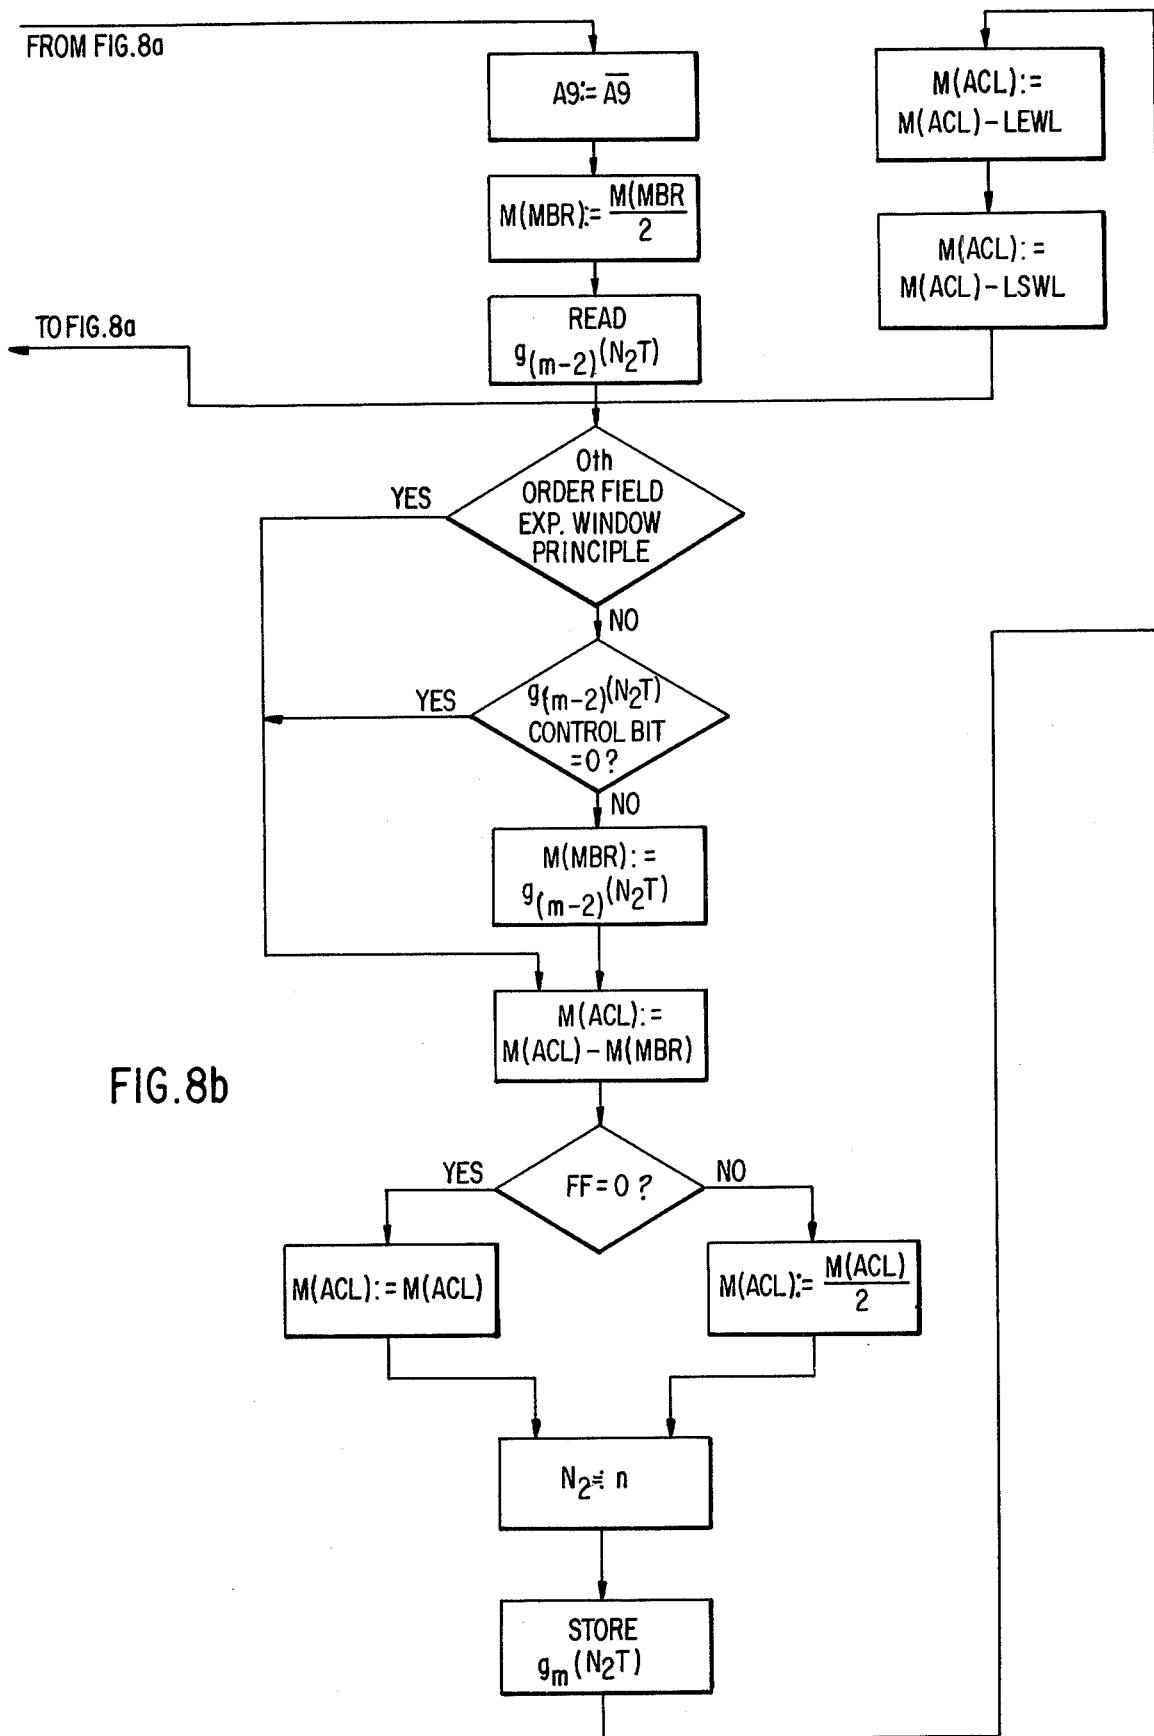 FROM FIG.8a
A9:= A̅9̅
M(MBR):= M(MBR
2
READ
g(m-2)(N2T)
M(ACL):=
M(ACL)-LEWL
M(ACL):=
M(ACL)-LSWL
TO FIG.8a
0th
ORDER FIELD
EXP. WINDOW
PRINCIPLE
YES
NO
g(m-2)(N2T)
CONTROL BIT
=0?
YES
NO
M(MBR):=
g(m-2)(N2T)
M(ACL):=
M(ACL)-M(MBR)
FIG.8b
FF=0?
YES
NO
M(ACL):=M(ACL)
M(ACL):= M(ACL)
2
N2:= n
STORE
gm(N2T)